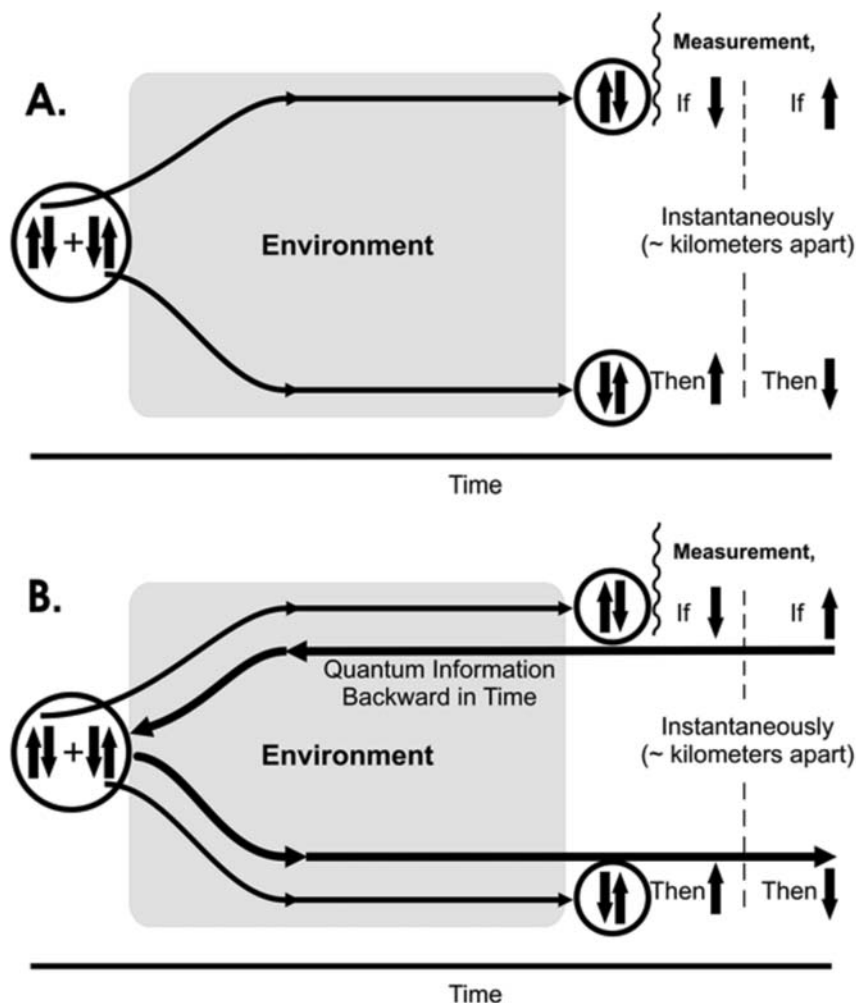 A.
Measurement,
If
If
+
Environment
Instantaneously
(~ kilometers apart)
Then
Then
Time
B.
Measurement,
If
If
Quantum Information
Backward in Time
+
Environment
Instantaneously
(~ kilometers apart)
Then
Then
Time